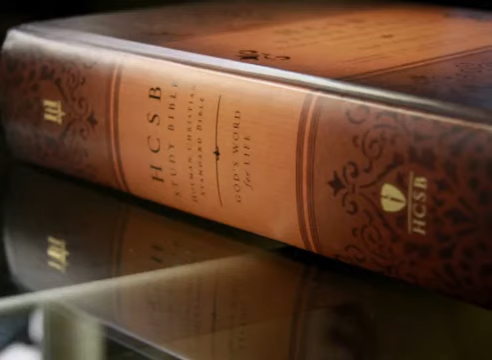 HCSB
STUDY BIBLE
HOLMAN CHRISTIAN
STANDARD BIBLE
GOD'S WORD
for LIFE
HCSB